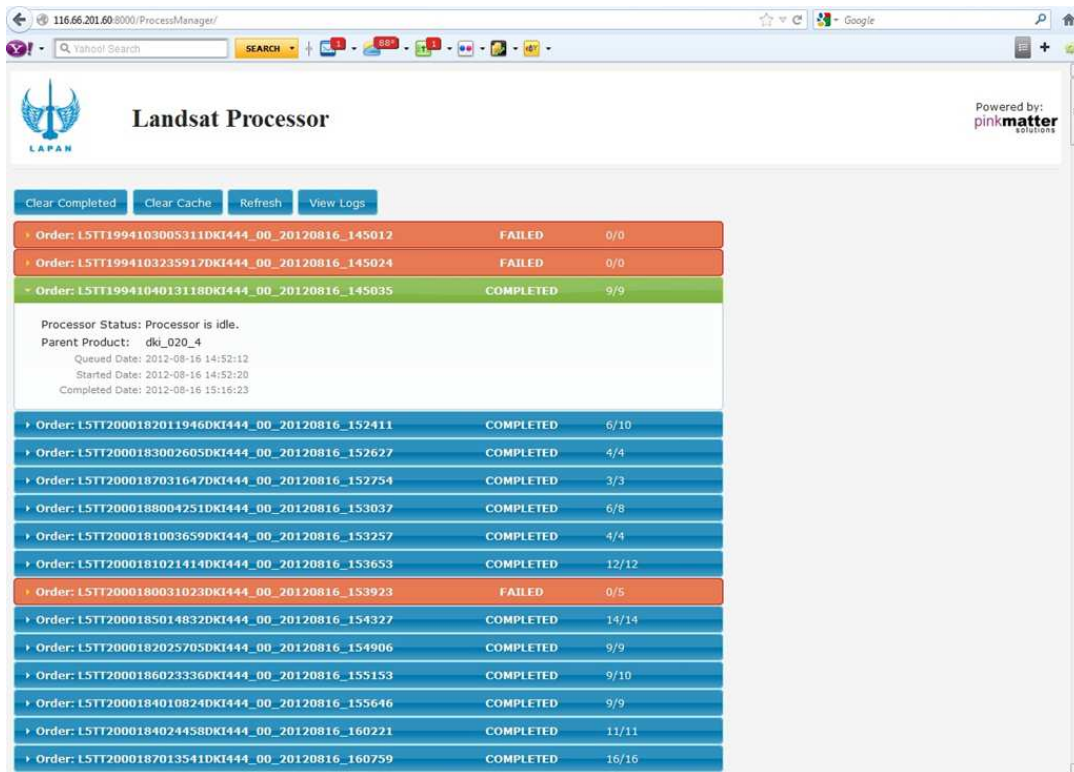 116.66.201.60:8000/ProcessManager/
Google
Yahoo! Search
SEARCH
1
88°
1
LAPAN
Landsat Processor
Powered by:
pinkmatter
solutions
Clear Completed Clear Cache Refresh View Logs
Order: L5TT1994103005311DKI444_00_20120816_145012 FAILED 0/0
Order: L5TT1994103235917DKI444_00_20120816_145024 FAILED 0/0
Order: L5TT1994104013118DKI444_00_20120816_145035 COMPLETED 9/9
Processor Status: Processor is idle.
Parent Product: dki_020_4
Queued Date: 2012-08-16 14:52:12
Started Date: 2012-08-16 14:52:20
Completed Date: 2012-08-16 15:16:23
Order: L5TT2000182011946DKI444_00_20120816_152411 COMPLETED 6/10
Order: L5TT2000183002605DKI444_00_20120816_152627 COMPLETED 4/4
Order: L5TT2000187031647DKI444_00_20120816_152754 COMPLETED 3/3
Order: L5TT2000188004251DKI444_00_20120816_153037 COMPLETED 6/8
Order: L5TT2000181003659DKI444_00_20120816_153257 COMPLETED 4/4
Order: L5TT2000181021414DKI444_00_20120816_153653 COMPLETED 12/12
Order: L5TT2000180031023DKI444_00_20120816_153923 FAILED 0/5
Order: L5TT2000185014832DKI444_00_20120816_154327 COMPLETED 14/14
Order: L5TT2000182025705DKI444_00_20120816_154906 COMPLETED 9/9
Order: L5TT2000186023336DKI444_00_20120816_155153 COMPLETED 9/10
Order: L5TT2000184010824DKI444_00_20120816_155646 COMPLETED 9/9
Order: L5TT2000184024458DKI444_00_20120816_160221 COMPLETED 11/11
Order: L5TT2000187013541DKI444_00_20120816_160759 COMPLETED 16/16